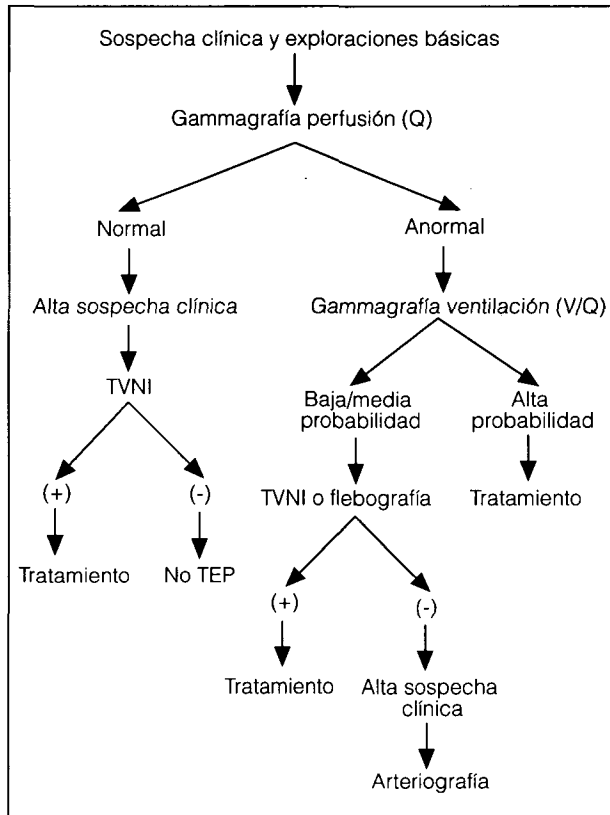 Sospecha clínica y exploraciones básicas
Gammagrafía perfusión (Q)
Normal
Anormal
Alta sospecha clínica
Gammagrafía ventilación (V/Q)
TVNI
Baja/media
probabilidad
Alta
probabilidad
(+)
(-)
TVNI o flebografía
Tratamiento
Tratamiento
No TEP
(+)
(-)
Tratamiento
Alta sospecha
clínica
Arteriografía